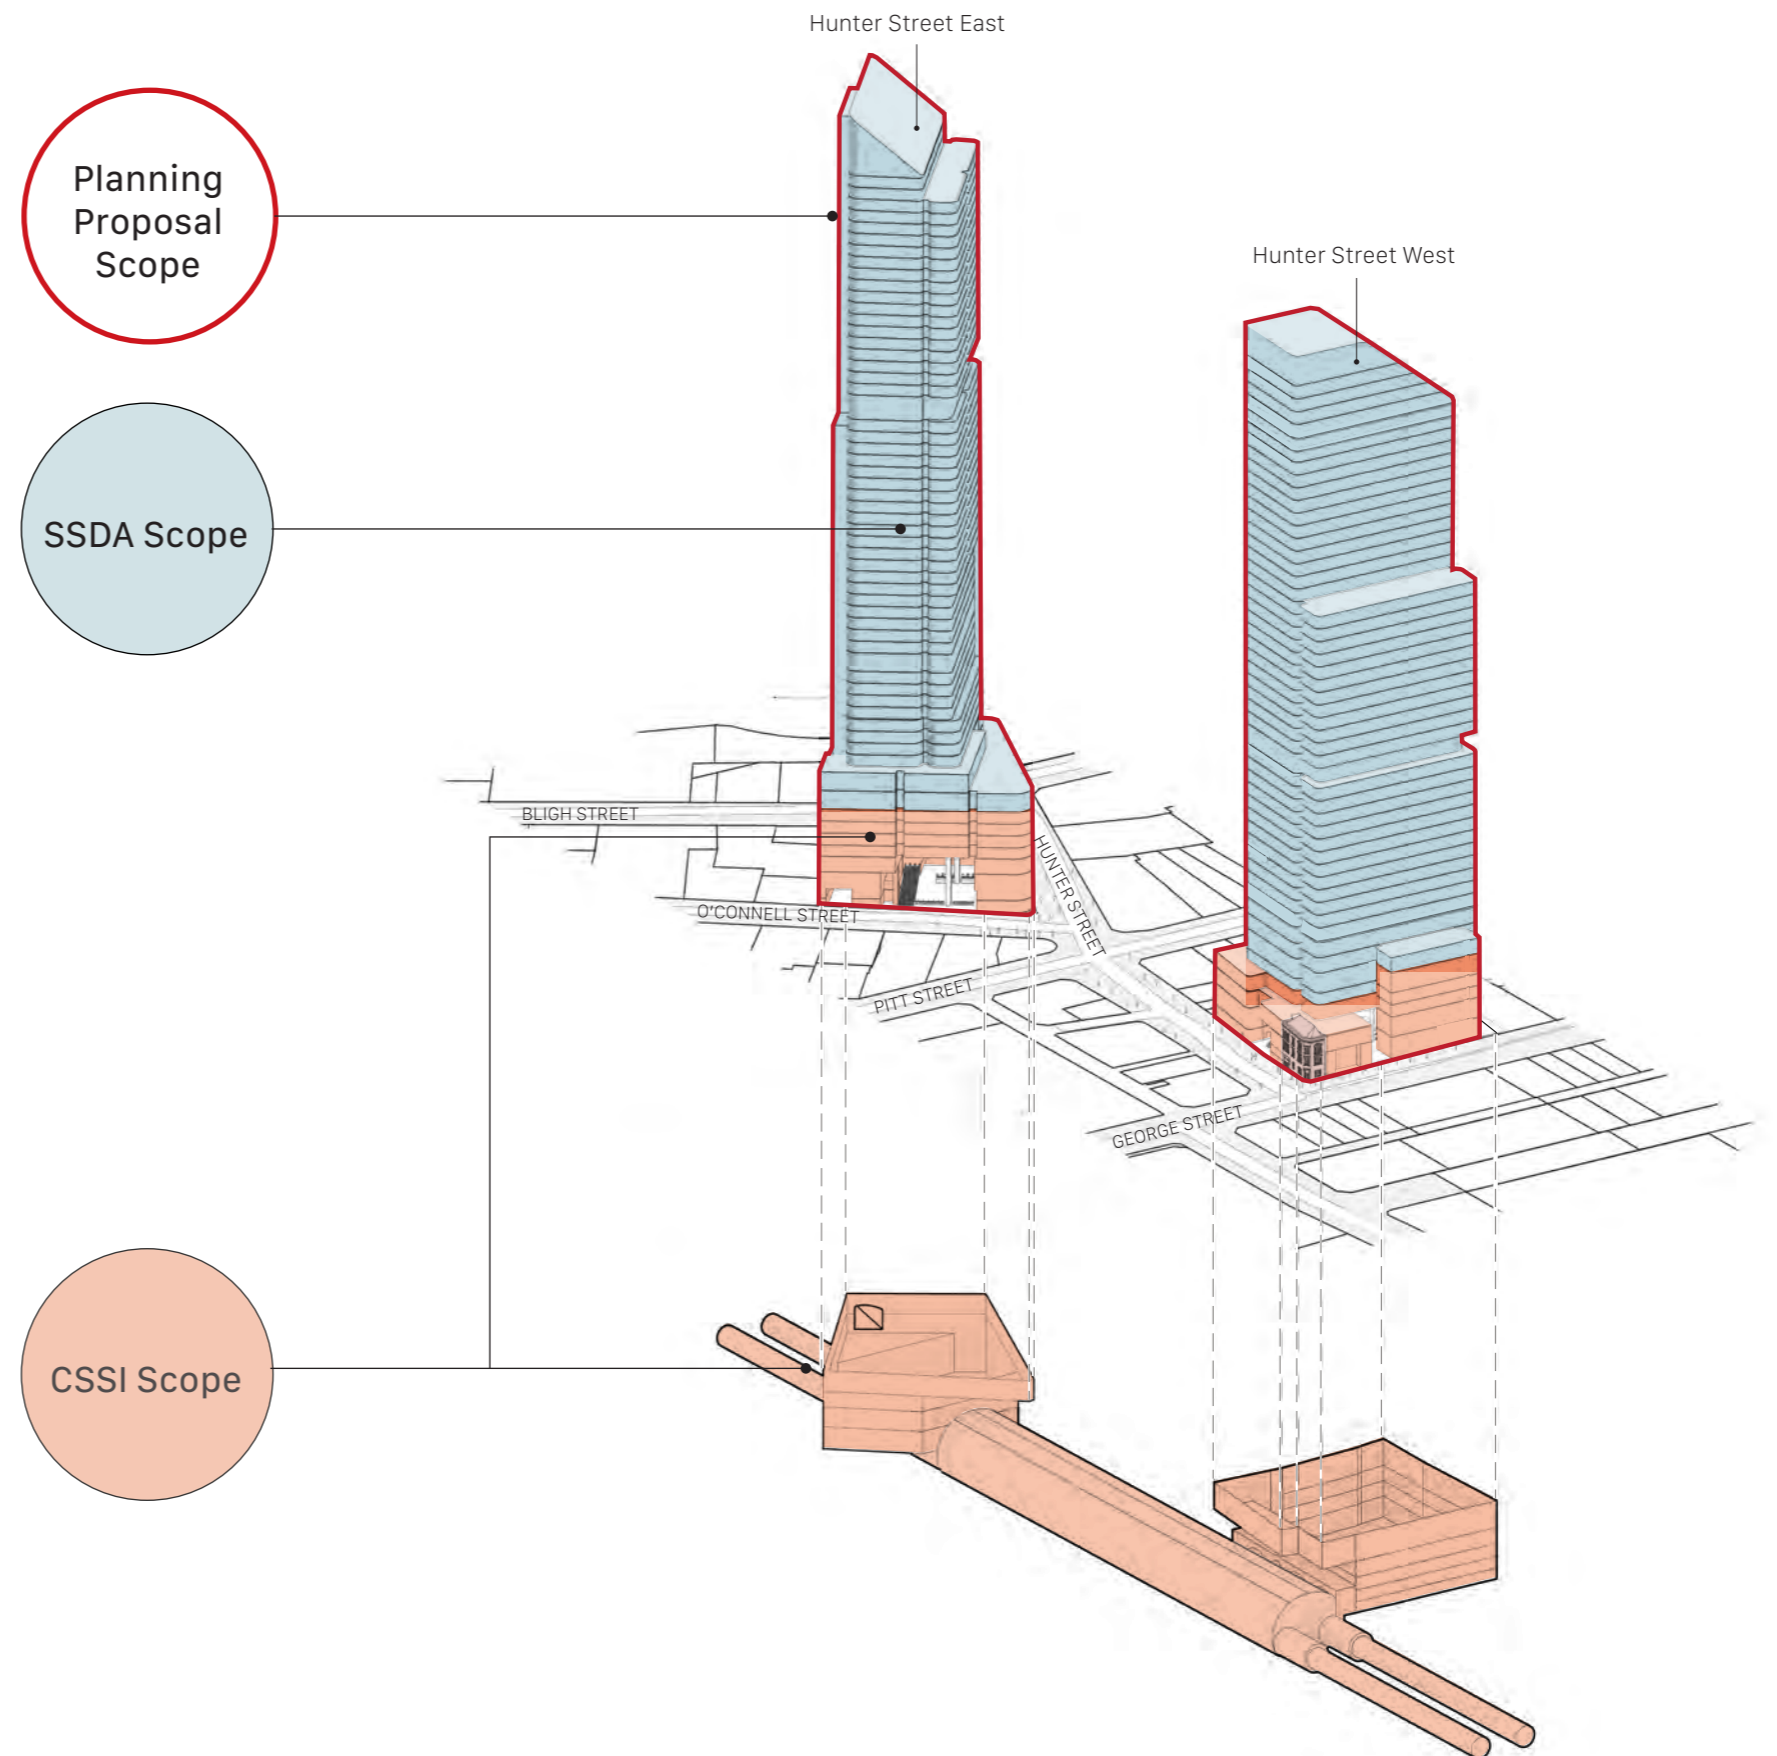 Hunter Street East
Planning
Proposal
Scope
Hunter Street West
SSDA Scope
BLIGH STREET
HUNTER STREET
O'CONNELL STREET
PITT STREET
GEORGE STREET
CSSI Scope